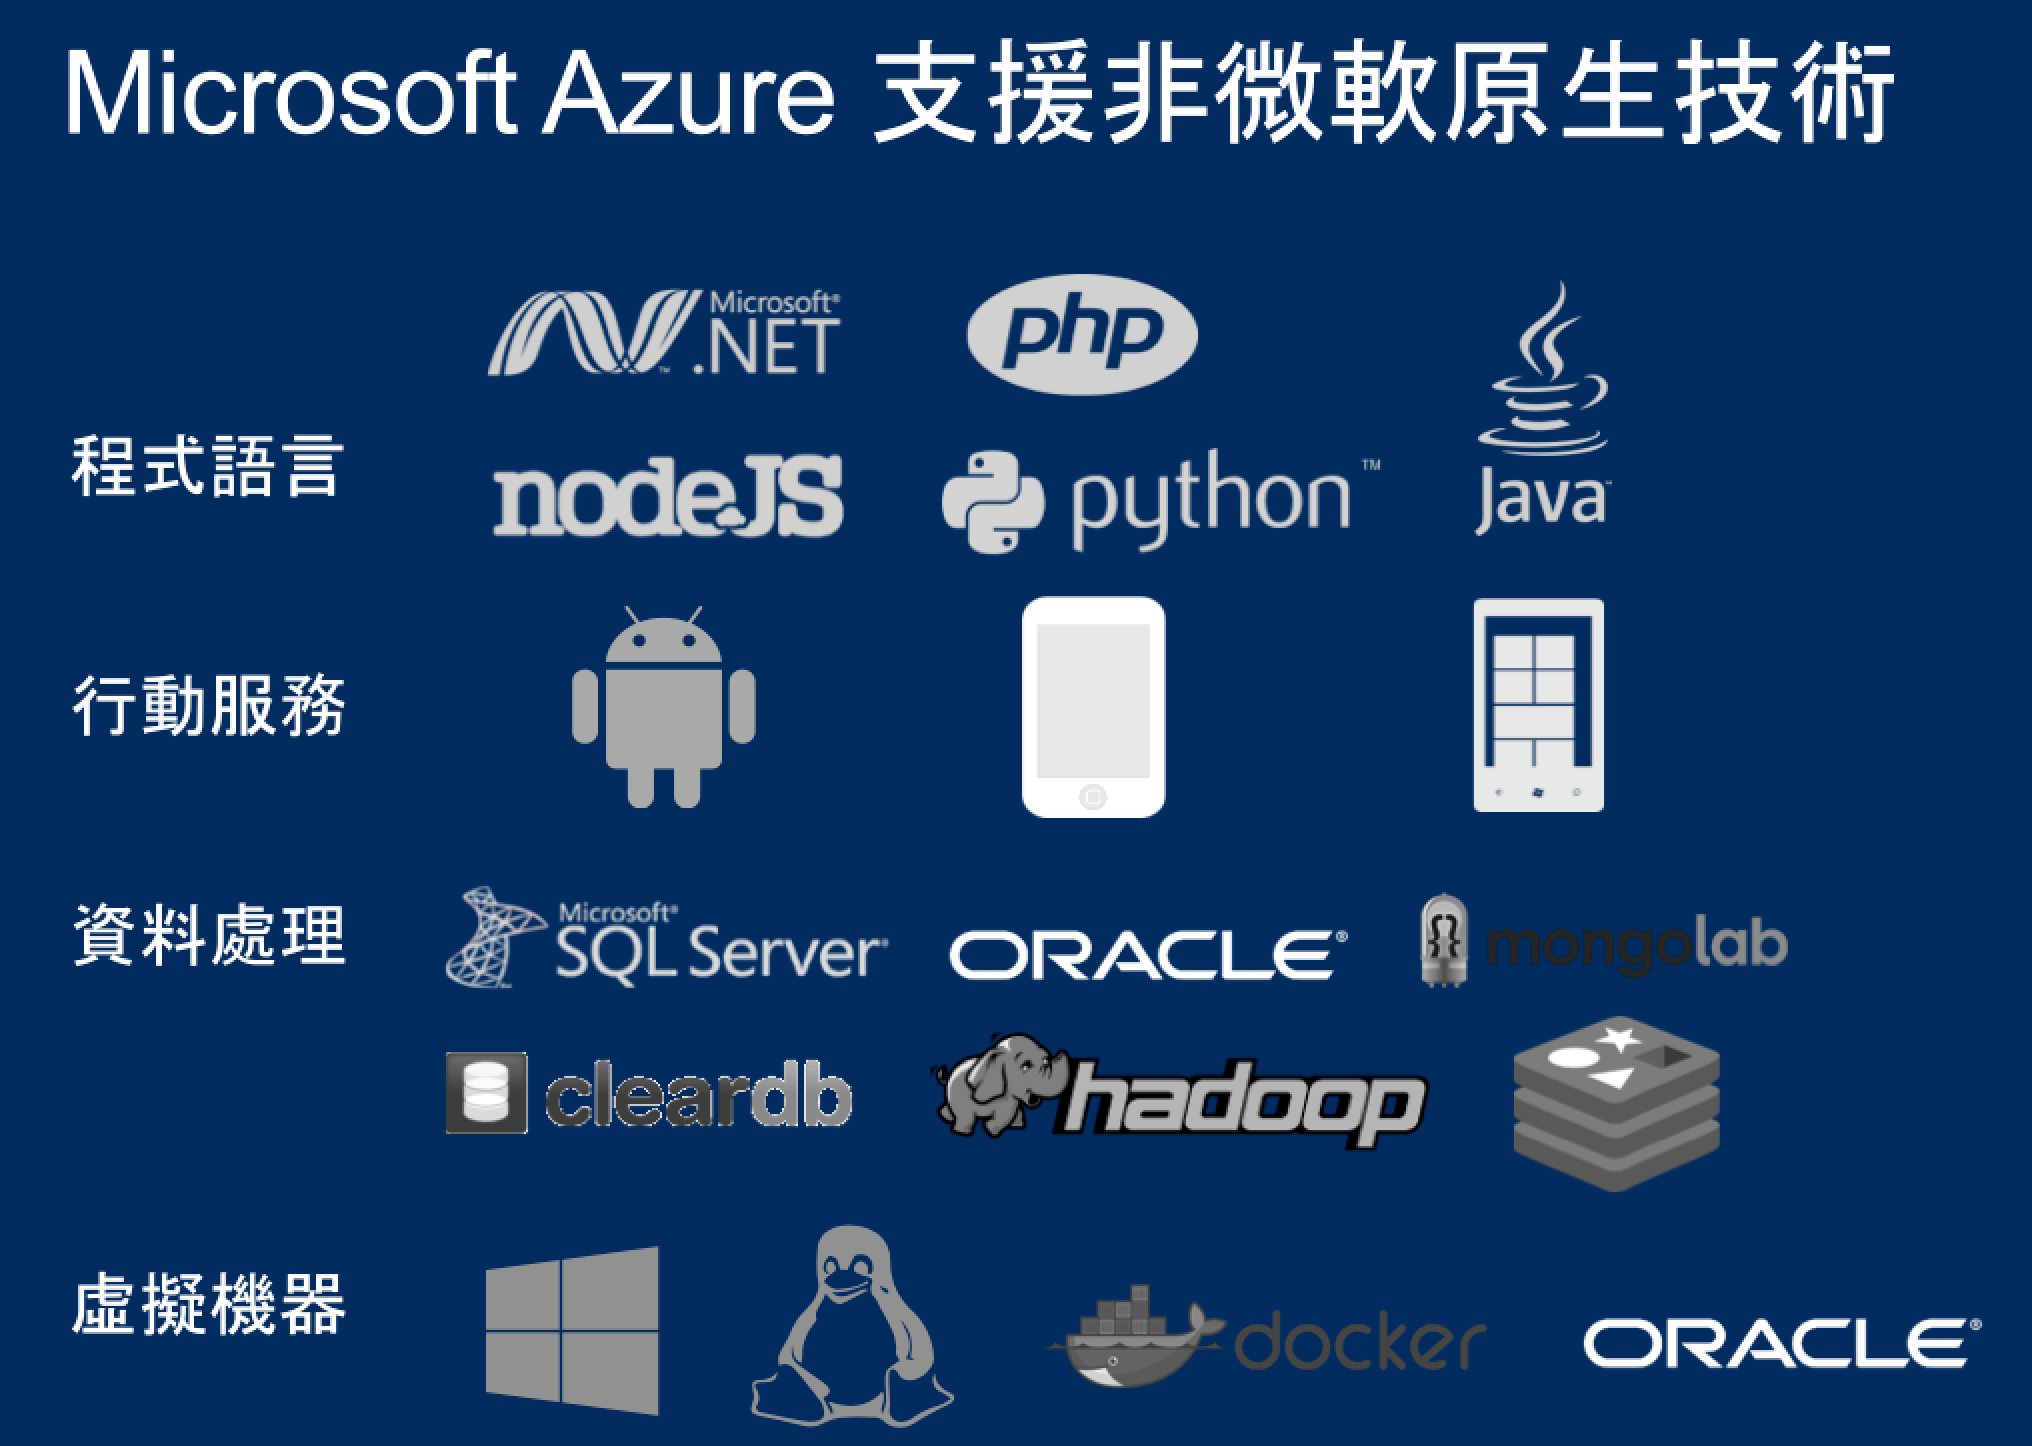 Microsoft Azure 支援非微軟原生技術
Microsoft®
.NET™
php
程式語言
nodeJS
python™
Java™
行動服務
資料處理
Microsoft®
SQL Server®
ORACLE®
mongolab
cleardb
hadoop
虛擬機器
docker
ORACLE®